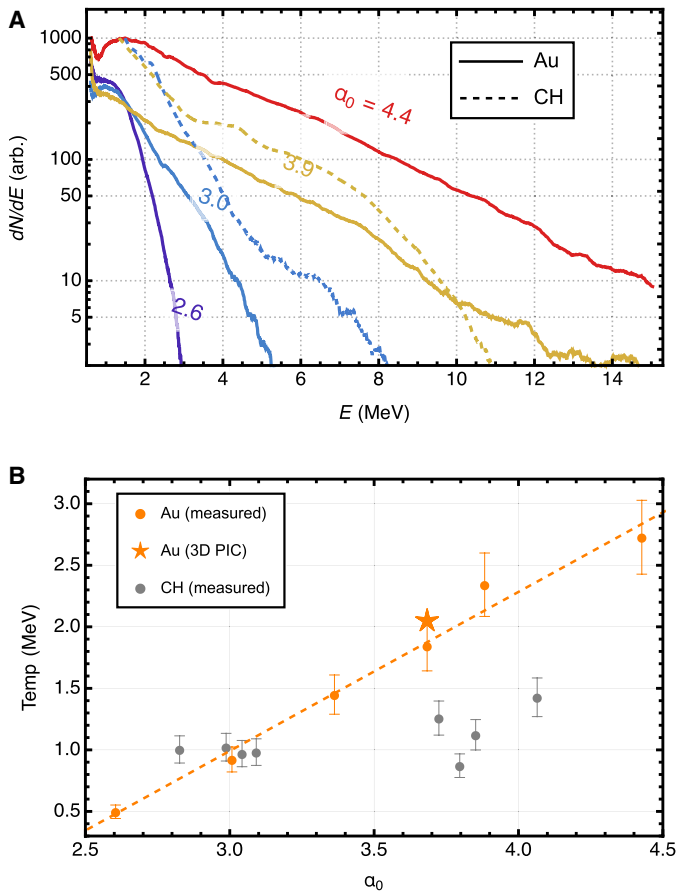 A
1000
500
100
50
10
5
dN/dE (arb.)
α₀ = 4.4
3.9
3.0
2.6
Au
CH
2 4 6 8 10 12 14
E (MeV)
B
3.0
2.5
2.0
1.5
1.0
0.5
Temp (MeV)
Au (measured)
Au (3D PIC)
CH (measured)
2.5 3.0 3.5 4.0 4.5
α₀